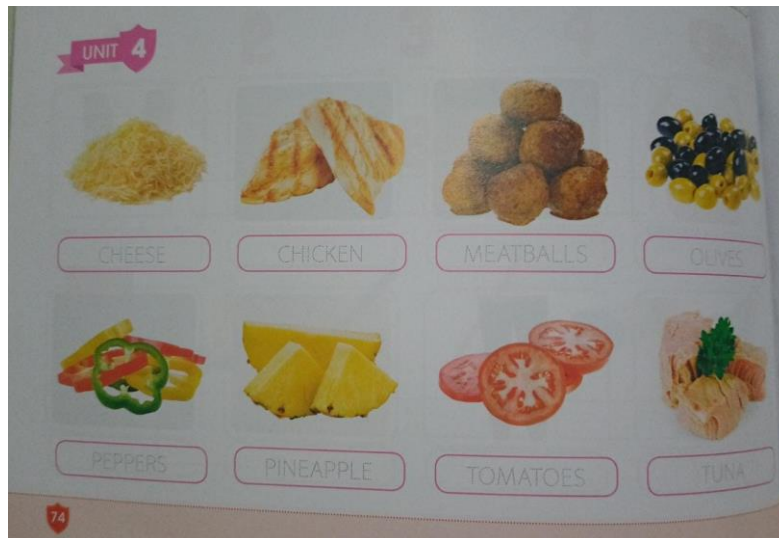 UNIT 4
CHEESE CHICKEN MEATBALLS OLIVES
PEPPERS PINEAPPLE TOMATOES TUNA
74